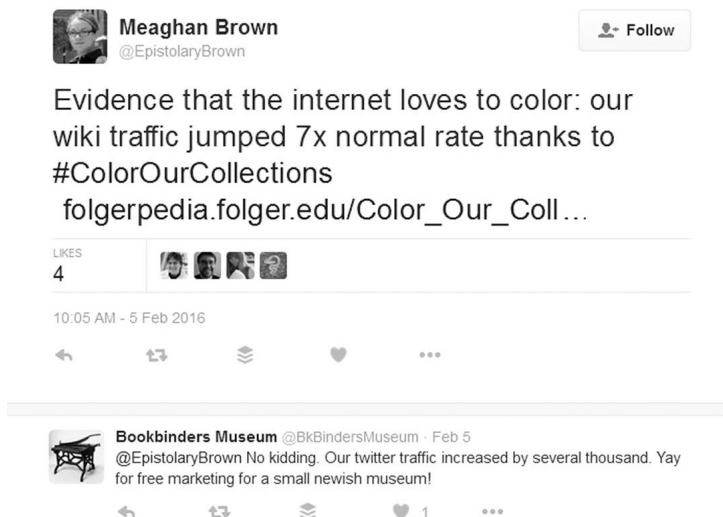 Meaghan Brown
@EpistolaryBrown
Follow
Evidence that the internet loves to color: our
wiki traffic jumped 7x normal rate thanks to
#ColorOurCollections
folgerpedia.folger.edu/Color_Our_Coll…
LIKES
4
10:05 AM - 5 Feb 2016
Bookbinders Museum @BkBindersMuseum · Feb 5
@EpistolaryBrown No kidding. Our twitter traffic increased by several thousand. Yay
for free marketing for a small newish museum!
1